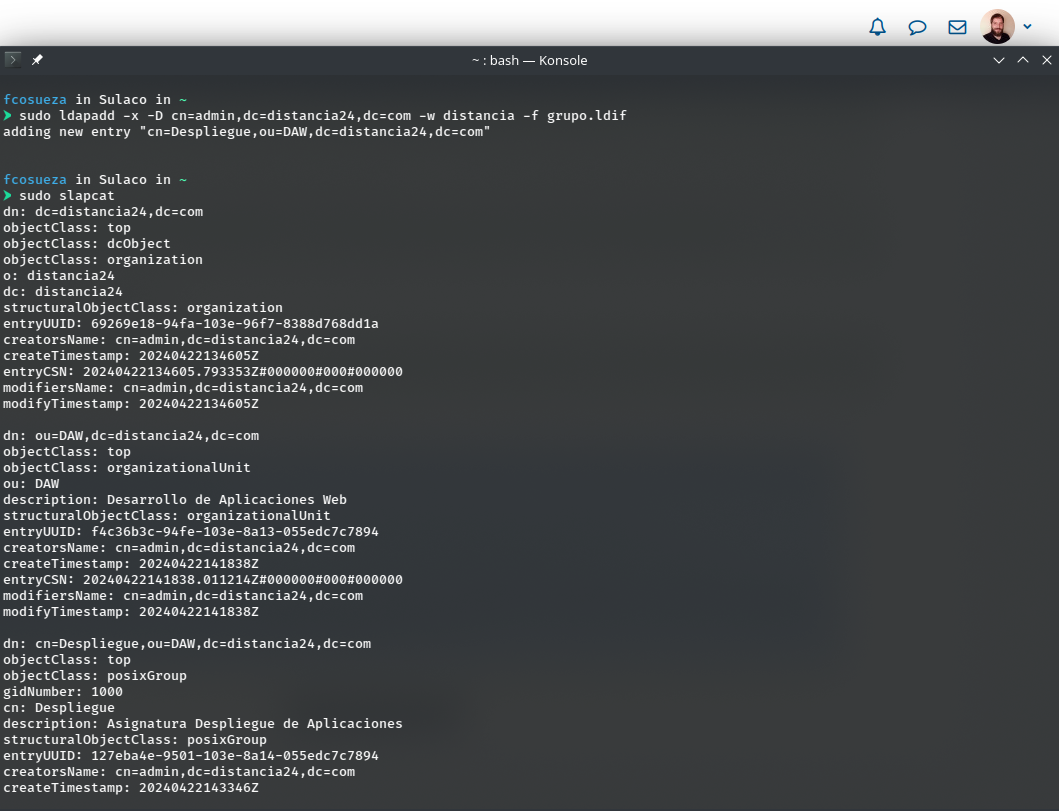 ~ : bash — Konsole
fcosueza in Sulaco in ~
❯ sudo ldapadd -x -D cn=admin,dc=distancia24,dc=com -w distancia -f grupo.ldif
adding new entry "cn=Despliegue,ou=DAW,dc=distancia24,dc=com"
fcosueza in Sulaco in ~
❯ sudo slapcat
dn: dc=distancia24,dc=com
objectClass: top
objectClass: dcObject
objectClass: organization
o: distancia24
dc: distancia24
structuralObjectClass: organization
entryUUID: 69269e18-94fa-103e-96f7-8388d768dd1a
creatorsName: cn=admin,dc=distancia24,dc=com
createTimestamp: 20240422134605Z
entryCSN: 20240422134605.793353Z#000000#000#000000
modifiersName: cn=admin,dc=distancia24,dc=com
modifyTimestamp: 20240422134605Z
dn: ou=DAW,dc=distancia24,dc=com
objectClass: top
objectClass: organizationalUnit
ou: DAW
description: Desarrollo de Aplicaciones Web
structuralObjectClass: organizationalUnit
entryUUID: f4c36b3c-94fe-103e-8a13-055edc7c7894
creatorsName: cn=admin,dc=distancia24,dc=com
createTimestamp: 20240422141838Z
entryCSN: 20240422141838.011214Z#000000#000#000000
modifiersName: cn=admin,dc=distancia24,dc=com
modifyTimestamp: 20240422141838Z
dn: cn=Despliegue,ou=DAW,dc=distancia24,dc=com
objectClass: top
objectClass: posixGroup
gidNumber: 1000
cn: Despliegue
description: Asignatura Despliegue de Aplicaciones
structuralObjectClass: posixGroup
entryUUID: 127eba4e-9501-103e-8a14-055edc7c7894
creatorsName: cn=admin,dc=distancia24,dc=com
createTimestamp: 20240422143346Z